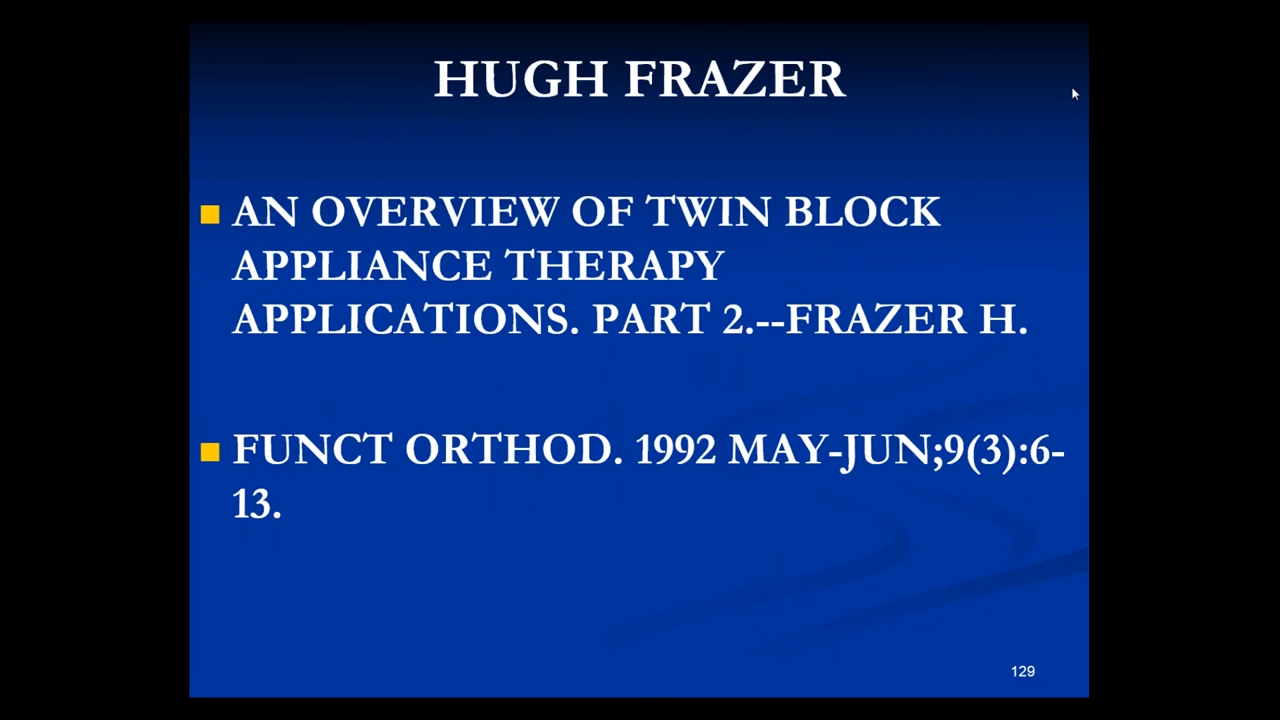 HUGH FRAZER
AN OVERVIEW OF TWIN BLOCK
APPLIANCE THERAPY
APPLICATIONS. PART 2.--FRAZER H.
FUNCT ORTHOD. 1992 MAY-JUN;9(3):6-
13.
129